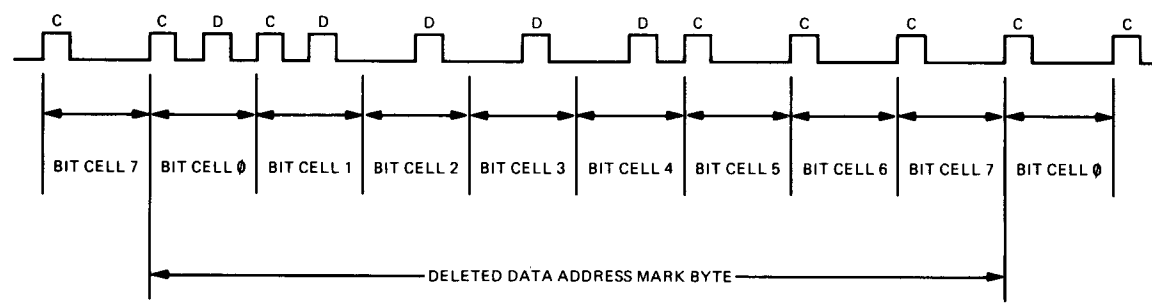 C C D C D D D D C C C C C
BIT CELL 7 BIT CELL Ø BIT CELL 1 BIT CELL 2 BIT CELL 3 BIT CELL 4 BIT CELL 5 BIT CELL 6 BIT CELL 7 BIT CELL Ø
DELETED DATA ADDRESS MARK BYTE